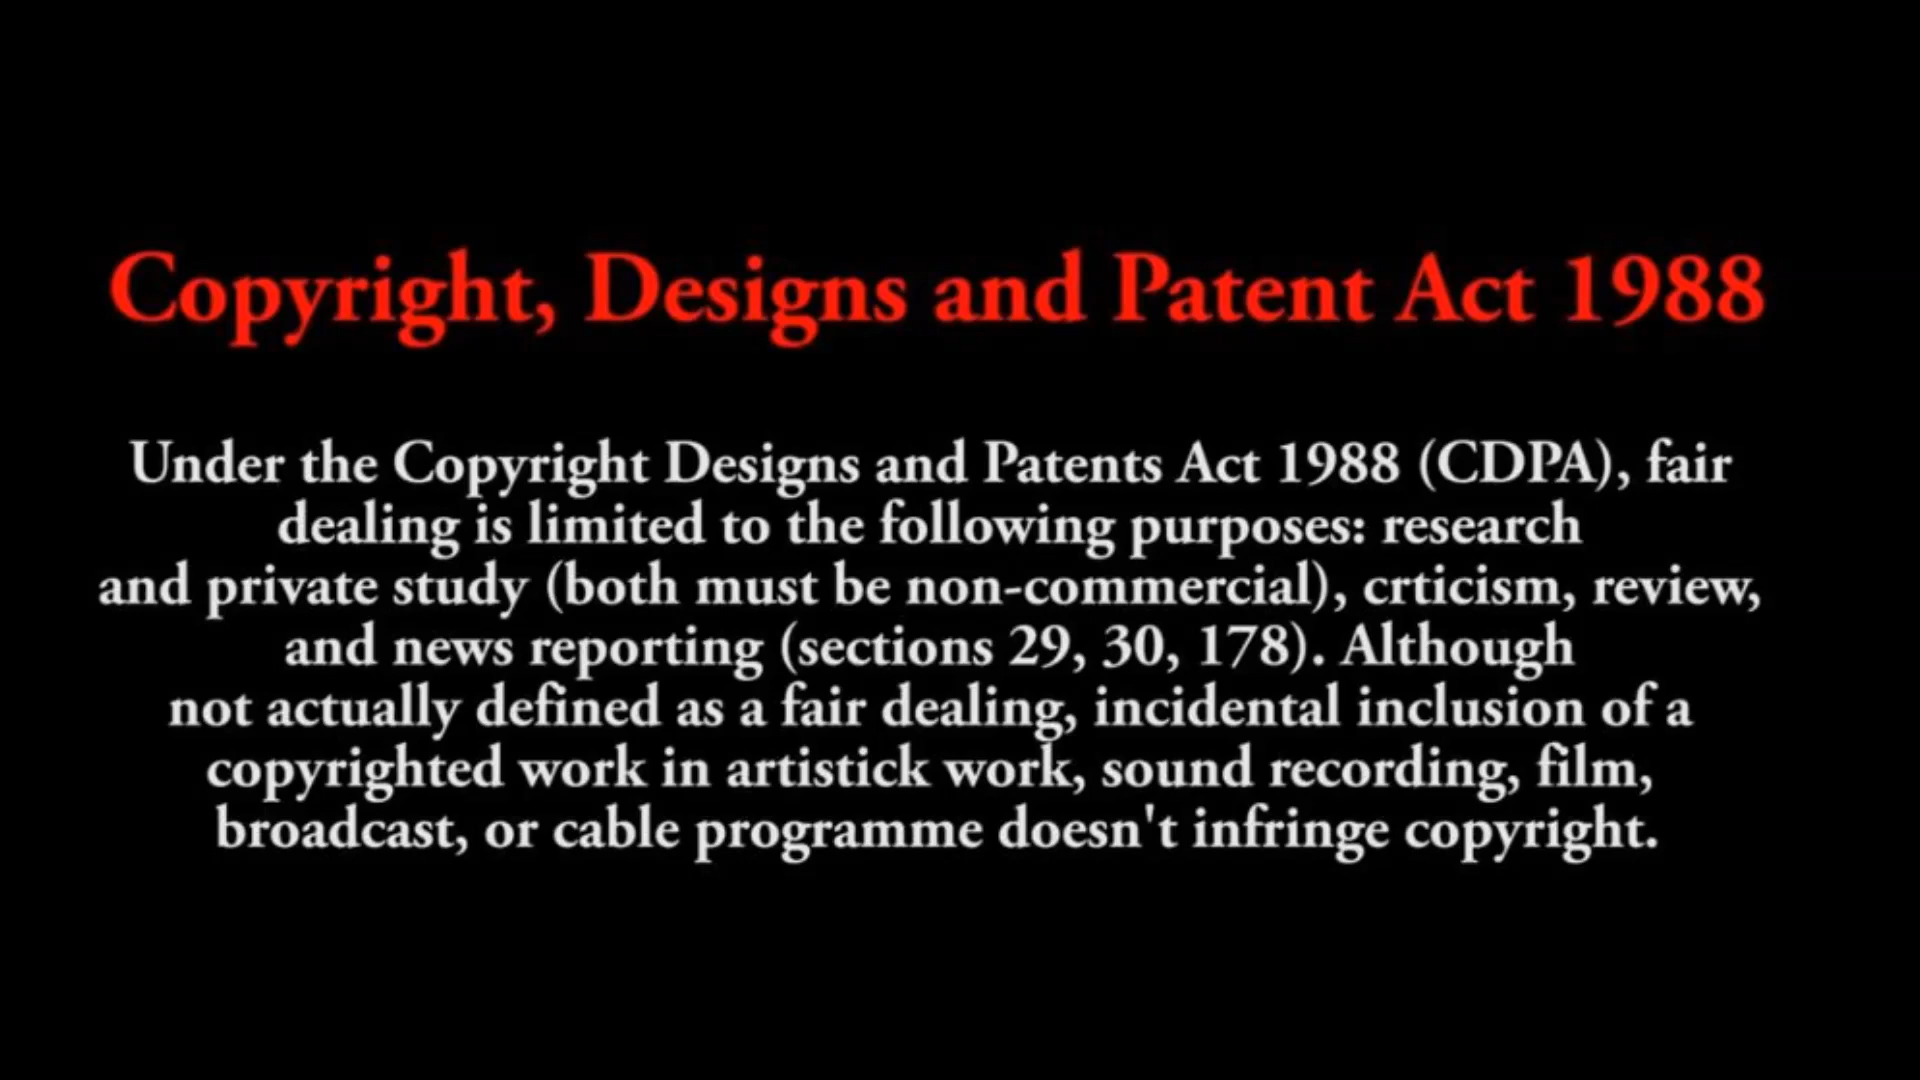 Copyright, Designs and Patent Act 1988
Under the Copyright Designs and Patents Act 1988 (CDPA), fair
dealing is limited to the following purposes: research
and private study (both must be non-commercial), crticism, review,
and news reporting (sections 29, 30, 178). Although
not actually defined as a fair dealing, incidental inclusion of a
copyrighted work in artistick work, sound recording, film,
broadcast, or cable programme doesn't infringe copyright.